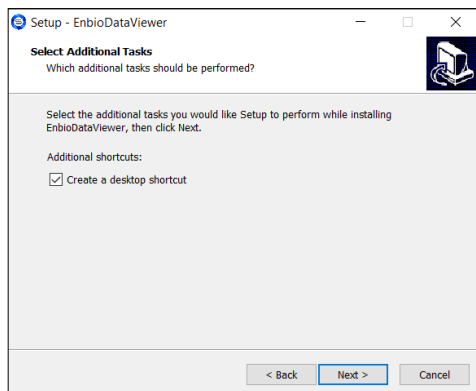 Setup - EnbioDataViewer
Select Additional Tasks
Which additional tasks should be performed?
Select the additional tasks you would like Setup to perform while installing
EnbioDataViewer, then click Next.
Additional shortcuts:
Create a desktop shortcut
< Back Next > Cancel